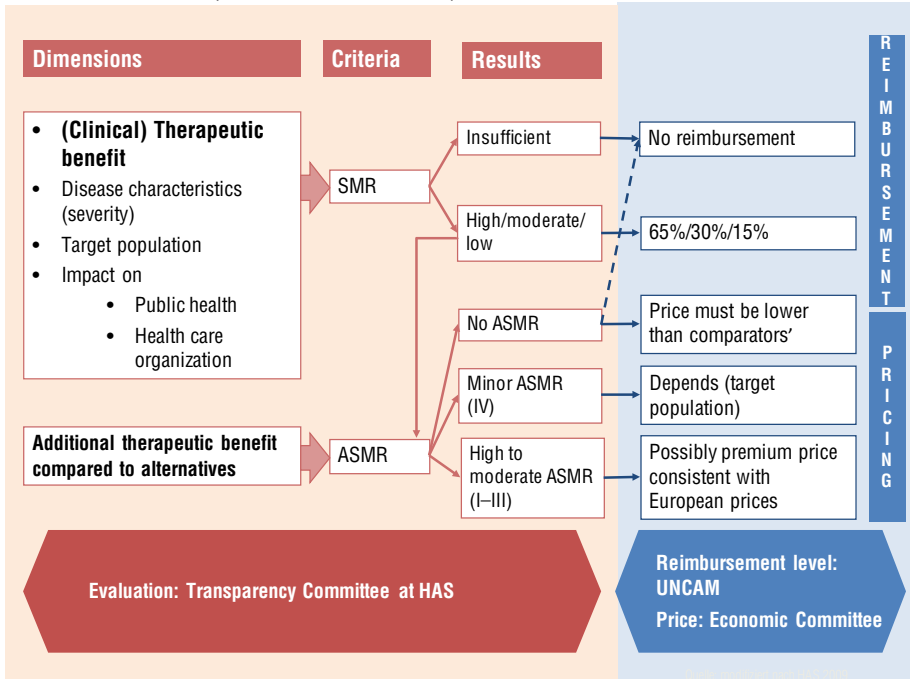 Dimensions
Criteria
Results
• (Clinical) Therapeutic
benefit
• Disease characteristics
(severity)
• Target population
• Impact on
• Public health
• Health care
organization
Additional therapeutic benefit
compared to alternatives
SMR
ASMR
Insufficient
High/moderate/
low
No ASMR
Minor ASMR
(IV)
High to
moderate ASMR
(I–III)
No reimbursement
65%/30%/15%
Price must be lower
than comparators’
Depends (target
population)
Possibly premium price
consistent with
European prices
REIMBURSEMENT
PRICING
Evaluation: Transparency Committee at HAS
Reimbursement level:
UNCAM
Price: Economic Committee